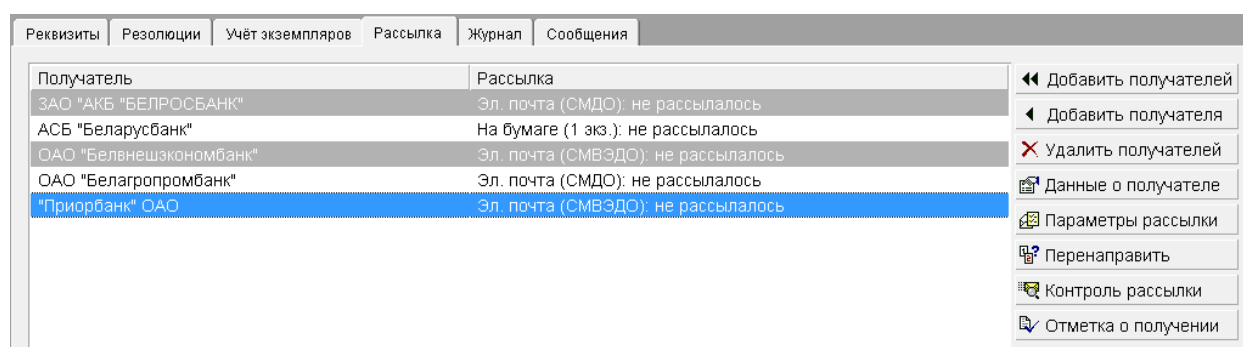 Реквизиты Резолюции Учёт экземпляров Рассылка Журнал Сообщения
Получатель Рассылка
ЗАО "АКБ "БЕЛРОСБАНК" Эл. почта (СМДО): не рассылалось
АСБ "Беларусбанк" На бумаге (1 экз.): не рассылалось
ОАО "Белвнешэкономбанк" Эл. почта (СМВЭДО): не рассылалось
ОАО "Белагропромбанк" Эл. почта (СМДО): не рассылалось
"Приорбанк" ОАО Эл. почта (СМВЭДО): не рассылалось
Добавить получателей
Добавить получателя
Удалить получателей
Данные о получателе
Параметры рассылки
Перенаправить
Контроль рассылки
Отметка о получении